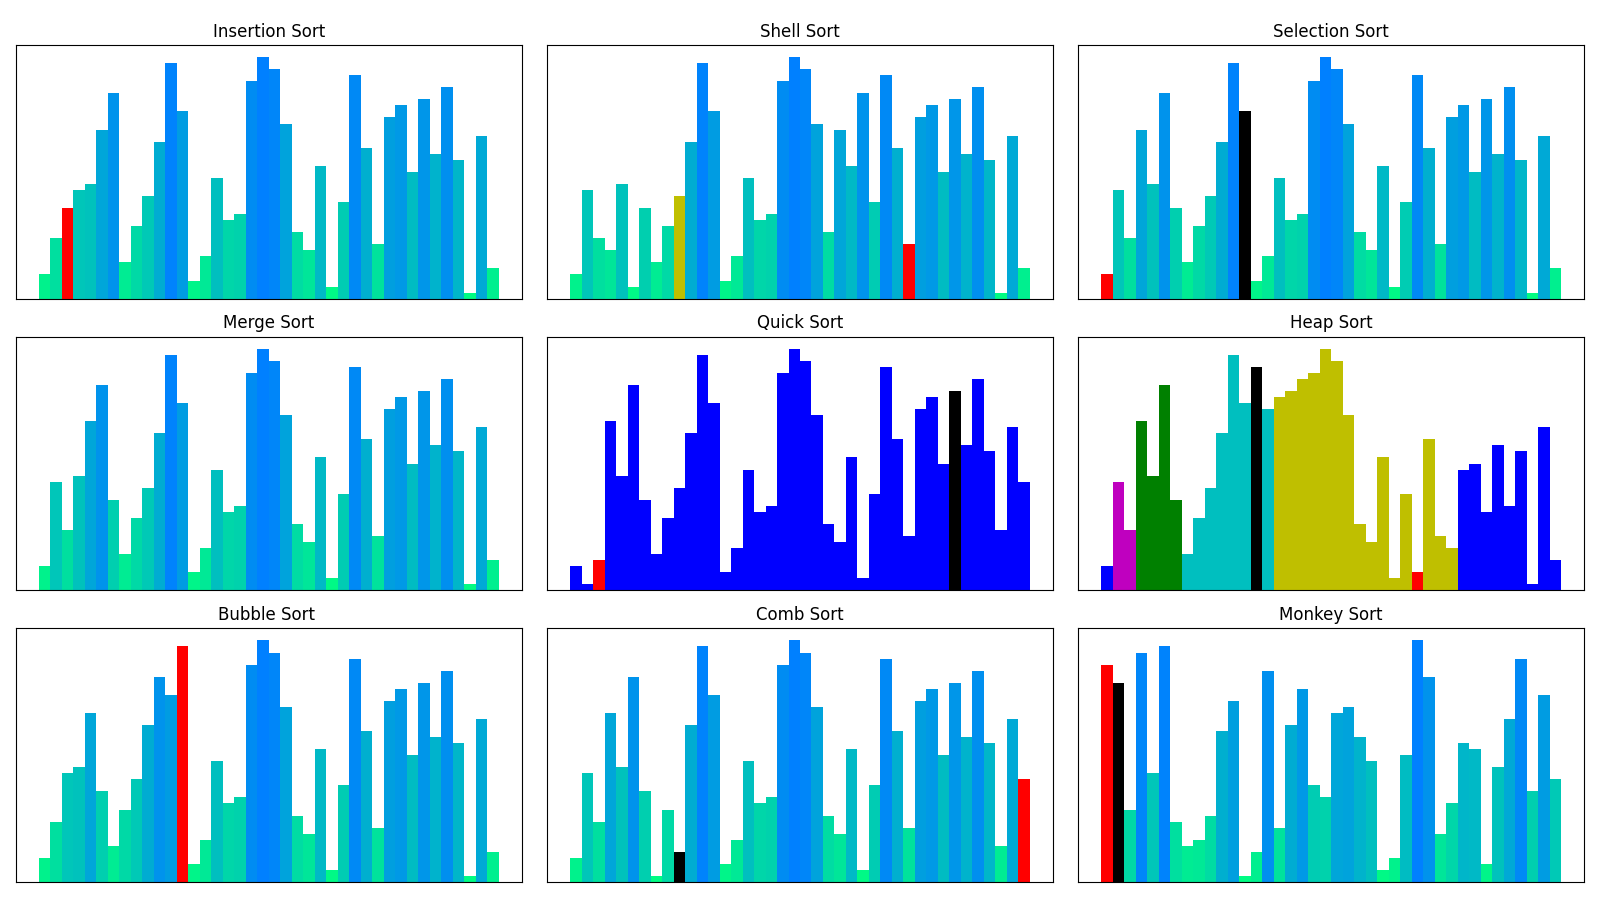 Insertion Sort
Shell Sort
Selection Sort
Merge Sort
Quick Sort
Heap Sort
Bubble Sort
Comb Sort
Monkey Sort